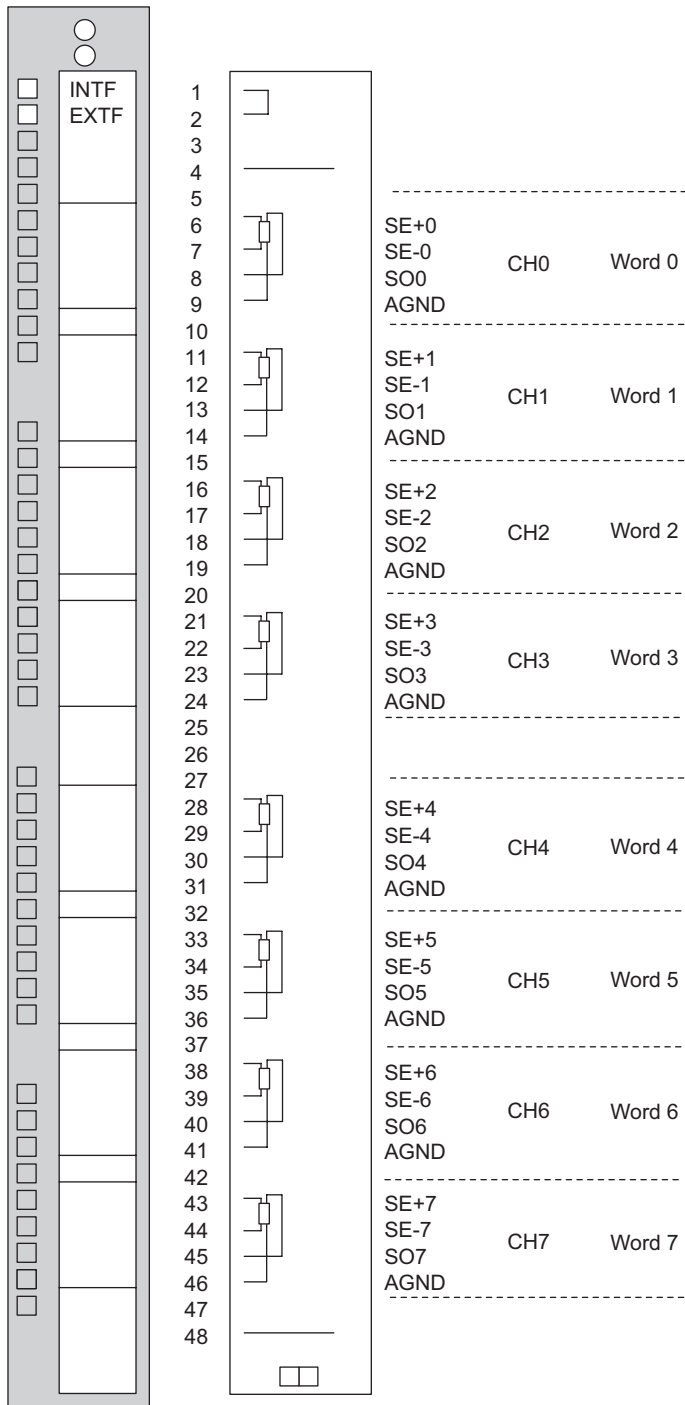 INTF
EXTF
1
2
3
4
5
6 SE+0
7 SE-0 CH0 Word 0
8 SO0
9 AGND
10
11 SE+1
12 SE-1 CH1 Word 1
13 SO1
14 AGND
15
16 SE+2
17 SE-2 CH2 Word 2
18 SO2
19 AGND
20
21 SE+3
22 SE-3 CH3 Word 3
23 SO3
24 AGND
25
26
27
28 SE+4
29 SE-4 CH4 Word 4
30 SO4
31 AGND
32
33 SE+5
34 SE-5 CH5 Word 5
35 SO5
36 AGND
37
38 SE+6
39 SE-6 CH6 Word 6
40 SO6
41 AGND
42
43 SE+7
44 SE-7 CH7 Word 7
45 SO7
46 AGND
47
48